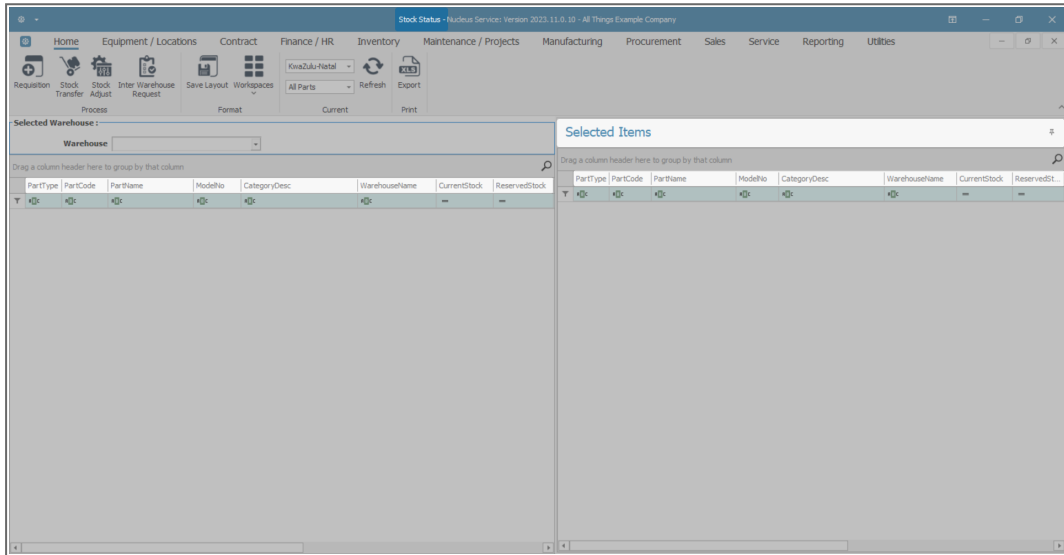 Stock Status - Nucleus Service: Version 2023.11.0.10 - All Things Example Company
Home Equipment / Locations Contract Finance / HR Inventory Maintenance / Projects Manufacturing Procurement Sales Service Reporting Utilities
Requisition
Stock Transfer
Stock Adjust
Inter Warehouse Request
Save Layout
Workspaces
KwaZulu-Natal
All Parts
Refresh
XLS
Export
Process Format Current Print
Selected Warehouse :
Warehouse
Drag a column header here to group by that column
PartType PartCode PartName ModelNo CategoryDesc WarehouseName CurrentStock ReservedStock
Selected Items
Drag a column header here to group by that column
PartType PartCode PartName ModelNo CategoryDesc WarehouseName CurrentStock ReservedSt...